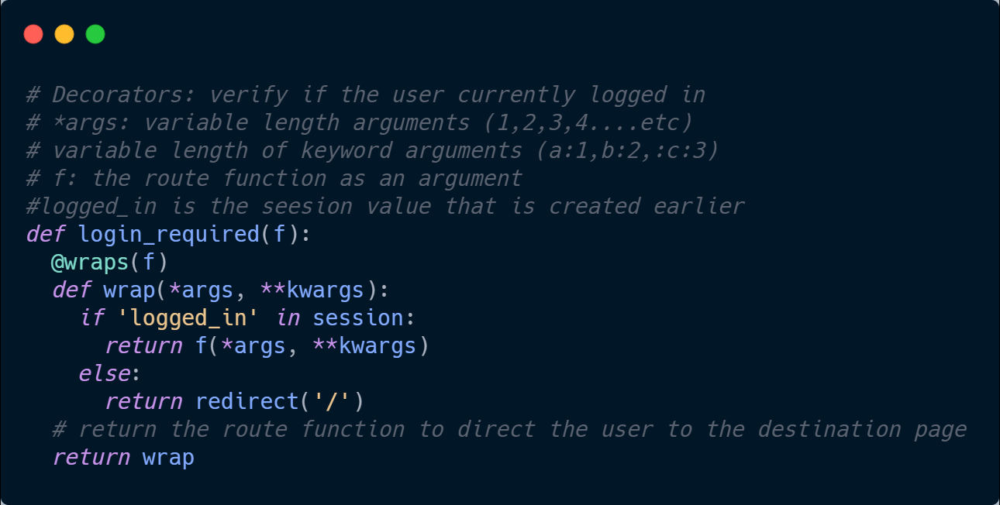 # Decorators: verify if the user currently logged in
# *args: variable length arguments (1,2,3,4....etc)
# variable length of keyword arguments (a:1,b:2,:c:3)
# f: the route function as an argument
#logged_in is the seesion value that is created earlier
def login_required(f):
  @wraps(f)
  def wrap(*args, **kwargs):
    if 'logged_in' in session:
      return f(*args, **kwargs)
    else:
      return redirect('/')
  # return the route function to direct the user to the destination page
  return wrap